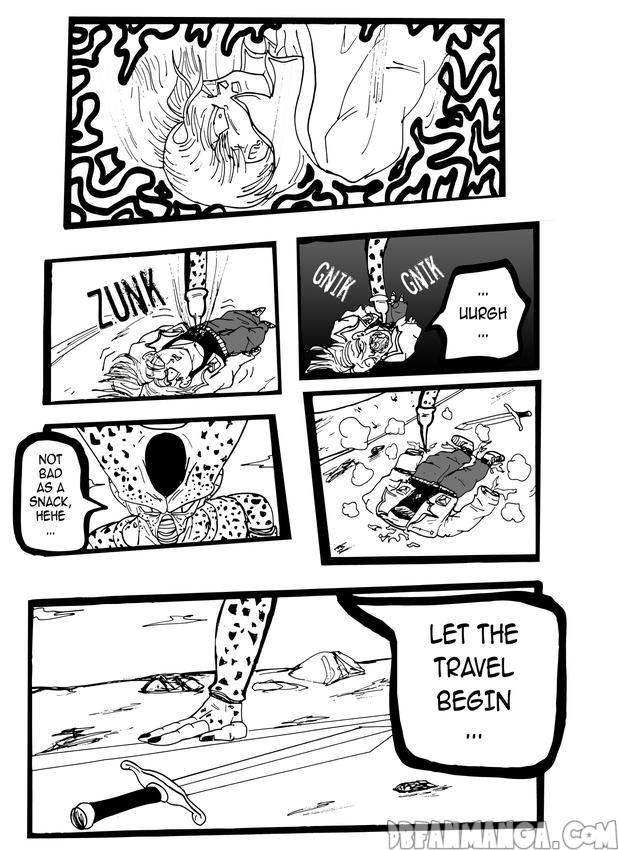 ZUNK
GNIK
GNIK
...
UURGH
...
NOT
BAD
AS A
SNACK,
HEHE
...
LET THE
TRAVEL
BEGIN
...
DBFANMANGA.COM